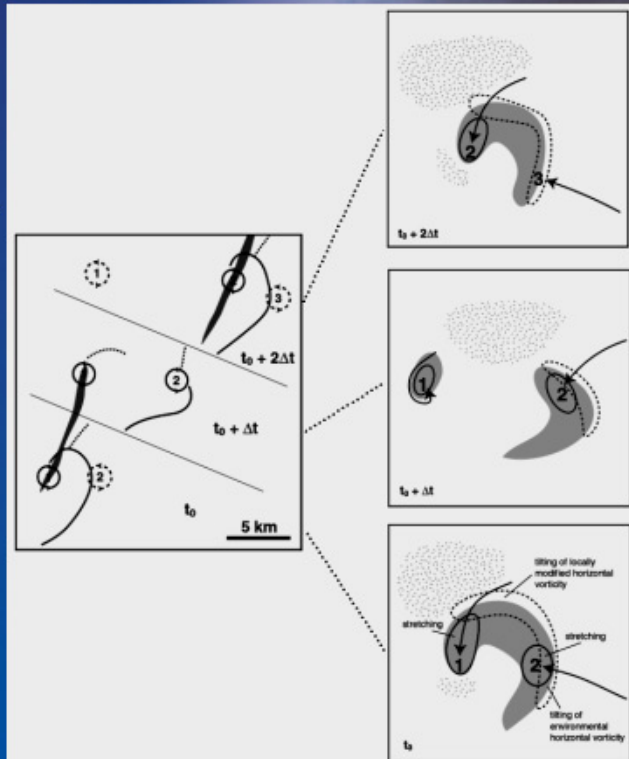 1
3
t₀ + 2Δt
2
t₀ + Δt
2
t₀
5 km
2
3
t₀ + 2Δt
1
2
t₀ + Δt
tilting of locally
modified horizontal
vorticity
stretching
stretching
1
2
tilting of
environmental
horizontal vorticity
t₀